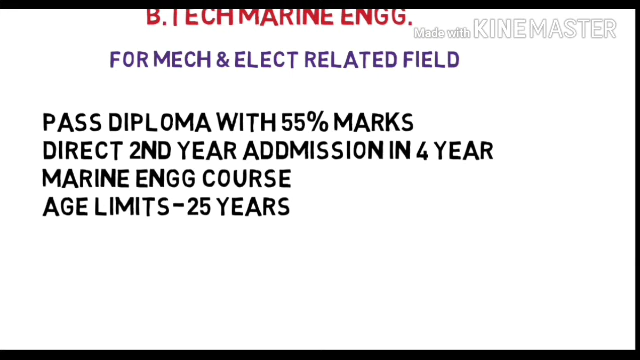 B.TECH MARINE ENGG.
Made with KINEMASTER
FOR MECH & ELECT RELATED FIELD
PASS DIPLOMA WITH 55% MARKS
DIRECT 2ND YEAR ADDMISSION IN 4 YEAR
MARINE ENGG COURSE
AGE LIMITS-25 YEARS